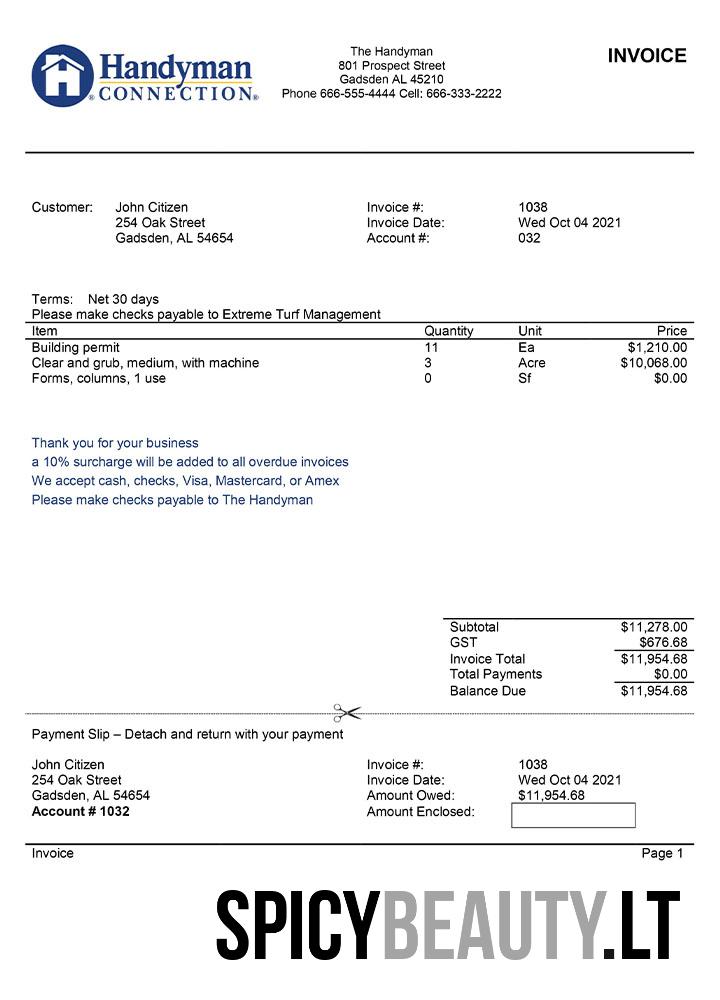 Handyman
CONNECTION®
The Handyman
801 Prospect Street
Gadsden AL 45210
Phone 666-555-4444 Cell: 666-333-2222
INVOICE
Customer: John Citizen
254 Oak Street
Gadsden, AL 54654
Invoice #: 1038
Invoice Date: Wed Oct 04 2021
Account #: 032
Terms: Net 30 days
Please make checks payable to Extreme Turf Management
Item Quantity Unit Price
Building permit 11 Ea $1,210.00
Clear and grub, medium, with machine 3 Acre $10,068.00
Forms, columns, 1 use 0 Sf $0.00
Thank you for your business
a 10% surcharge will be added to all overdue invoices
We accept cash, checks, Visa, Mastercard, or Amex
Please make checks payable to The Handyman
Subtotal $11,278.00
GST $676.68
Invoice Total $11,954.68
Total Payments $0.00
Balance Due $11,954.68
Payment Slip – Detach and return with your payment
John Citizen
254 Oak Street
Gadsden, AL 54654
Account # 1032
Invoice #: 1038
Invoice Date: Wed Oct 04 2021
Amount Owed: $11,954.68
Amount Enclosed:
Invoice Page 1
SPICYBEAUTY.LT